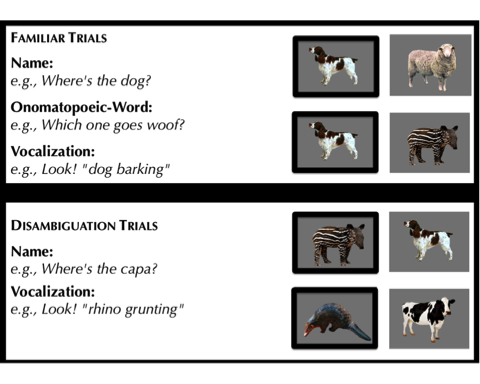 FAMILIAR TRIALS
Name:
e.g., Where's the dog?
Onomatopoeic-Word:
e.g., Which one goes woof?
Vocalization:
e.g., Look! "dog barking"
DISAMBIGUATION TRIALS
Name:
e.g., Where's the capa?
Vocalization:
e.g., Look! "rhino grunting"